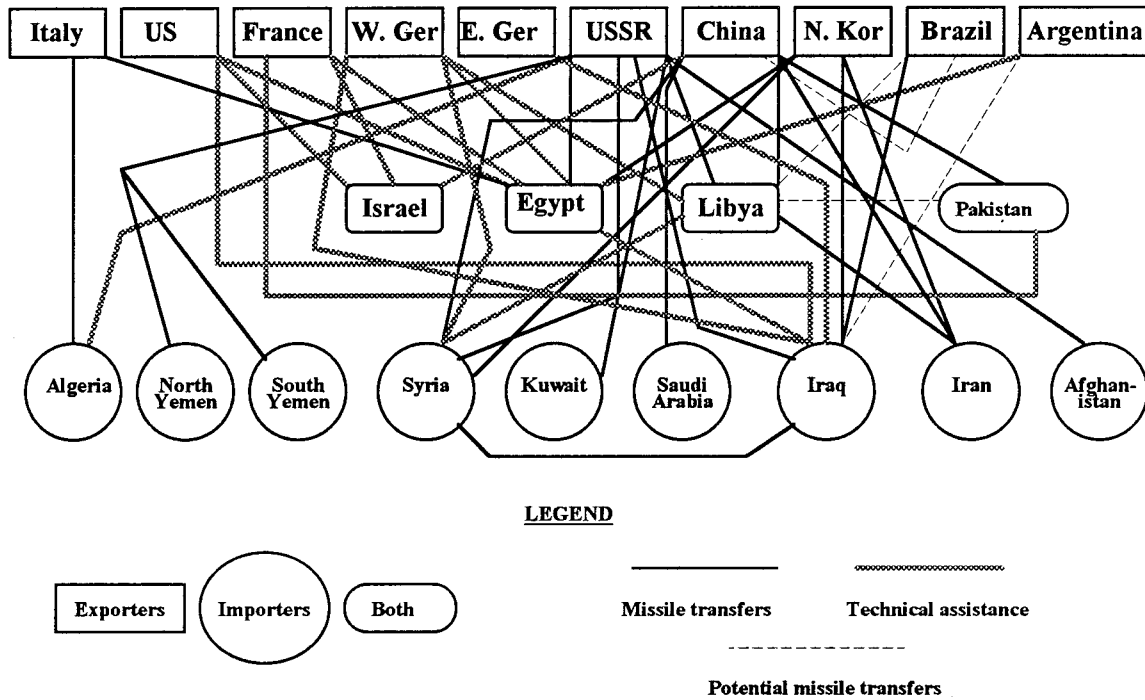 Italy
US
France
W. Ger
E. Ger
USSR
China
N. Kor
Brazil
Argentina
Israel
Egypt
Libya
Pakistan
Algeria
North
Yemen
South
Yemen
Syria
Kuwait
Saudi
Arabia
Iraq
Iran
Afghan-
istan
LEGEND
Exporters
Importers
Both
Missile transfers
Technical assistance
Potential missile transfers